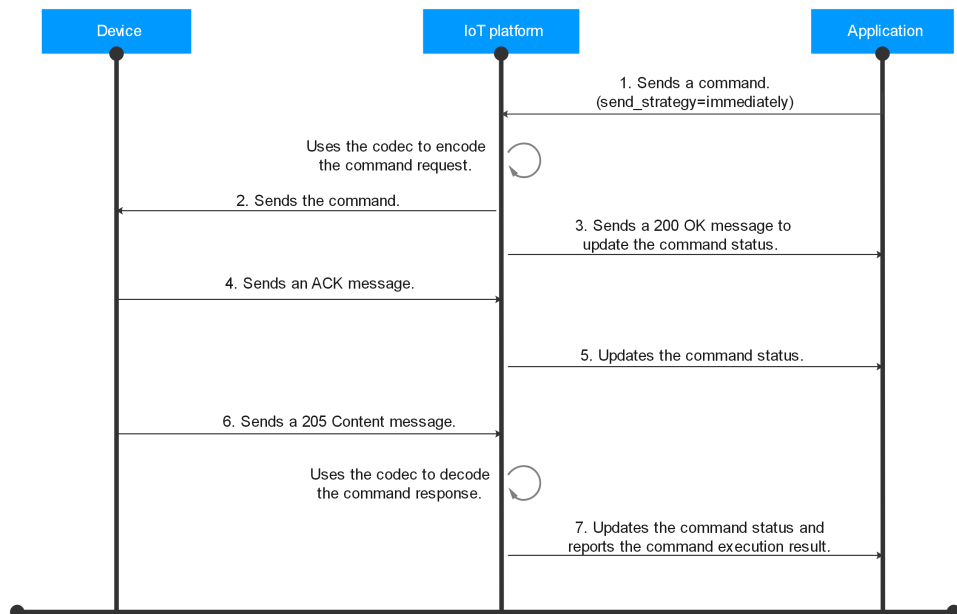 Device
IoT platform
Application
1. Sends a command.
(send_strategy=immediately)
Uses the codec to encode
the command request.
2. Sends the command.
3. Sends a 200 OK message to
update the command status.
4. Sends an ACK message.
5. Updates the command status.
6. Sends a 205 Content message.
Uses the codec to decode
the command response.
7. Updates the command status and
reports the command execution result.